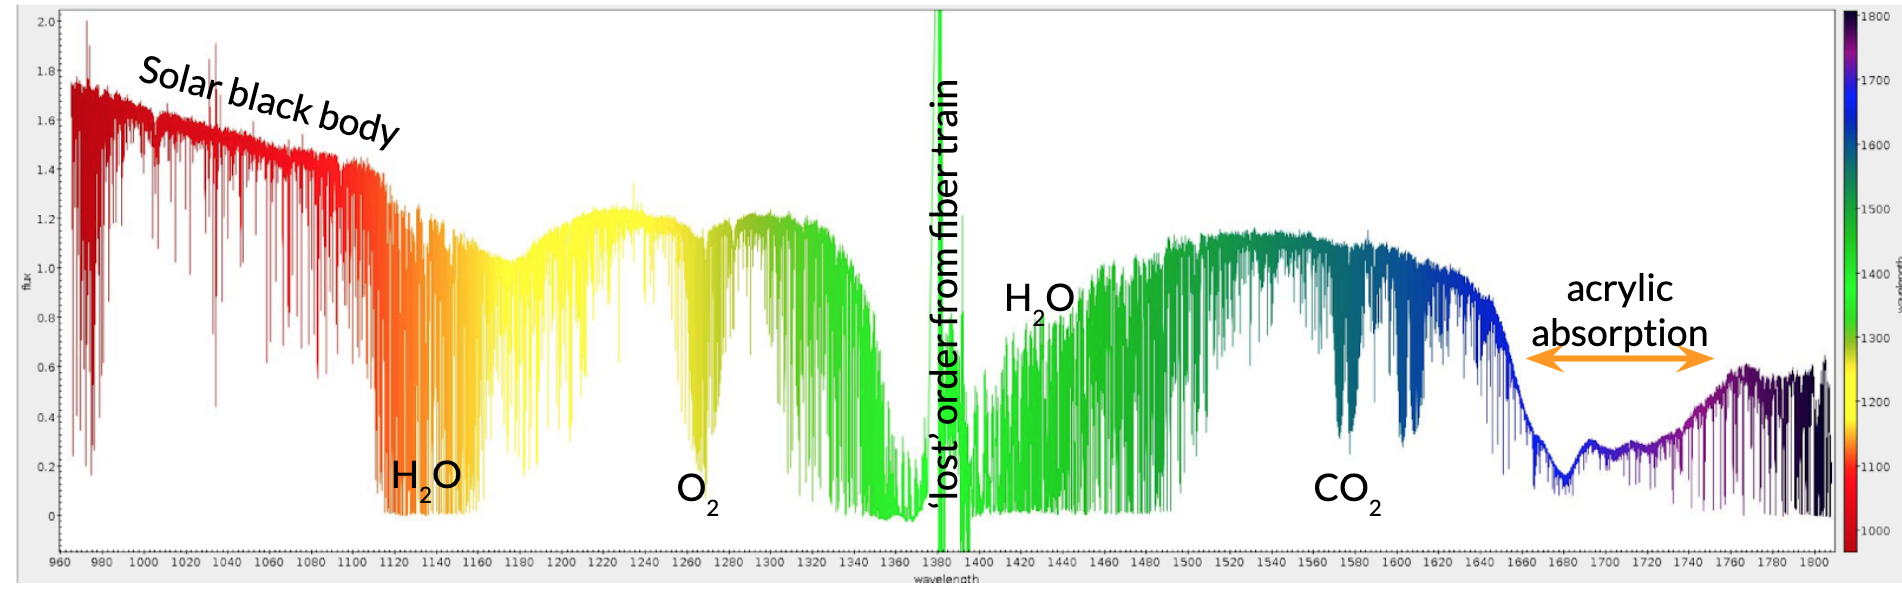 2.0
1.8
1.6
1.4
1.2
1.0
0.8
0.6
0.4
0.2
0
flux
Solar black body
H2O
O2
'lost' order from fiber train
H2O
CO2
acrylic
absorption
960 980 1000 1020 1040 1060 1080 1100 1120 1140 1160 1180 1200 1220 1240 1260 1280 1300 1320 1340 1360 1380 1400 1420 1440 1460 1480 1500 1520 1540 1560 1580 1600 1620 1640 1660 1680 1700 1720 1740 1760 1780 1800
wavelength
1800
1700
1600
1500
1400
1300
1200
1100
1000
wavelength